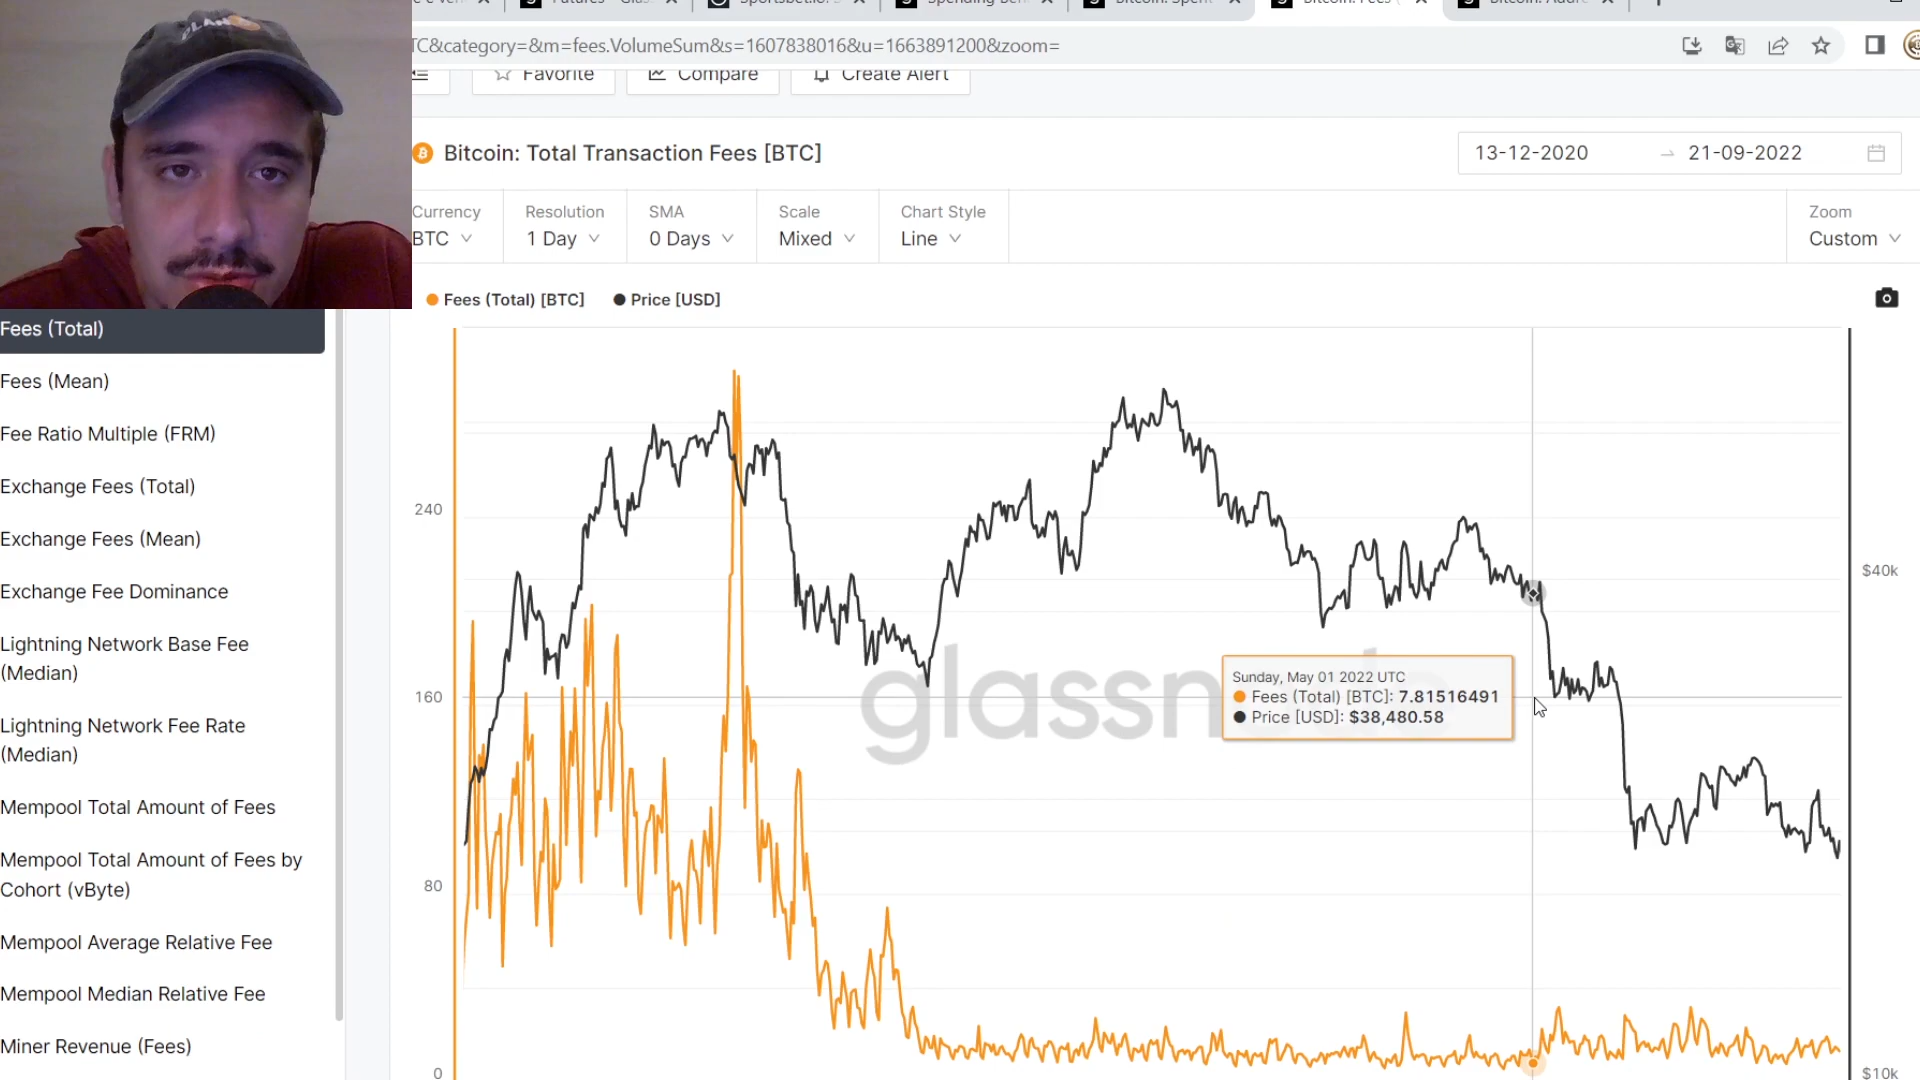 Sportsbet.io:
TC&category=&m=fees.VolumeSum&s=1607838016&u=1663891200&zoom=
Favorite
Compare
Create Alert
Bitcoin: Total Transaction Fees [BTC]
13-12-2020 → 21-09-2022
Currency
BTC
Resolution
1 Day
SMA
0 Days
Scale
Mixed
Chart Style
Line
Zoom
Custom
Fees (Total) [BTC]
Price [USD]
Fees (Total)
Fees (Mean)
Fee Ratio Multiple (FRM)
Exchange Fees (Total)
Exchange Fees (Mean)
Exchange Fee Dominance
Lightning Network Base Fee
(Median)
Lightning Network Fee Rate
(Median)
Mempool Total Amount of Fees
Mempool Total Amount of Fees by
Cohort (vByte)
Mempool Average Relative Fee
Mempool Median Relative Fee
Miner Revenue (Fees)
240
160
80
0
$40k
$10k
glassnode
Sunday, May 01 2022 UTC
Fees (Total) [BTC]: 7.81516491
Price [USD]: $38,480.58